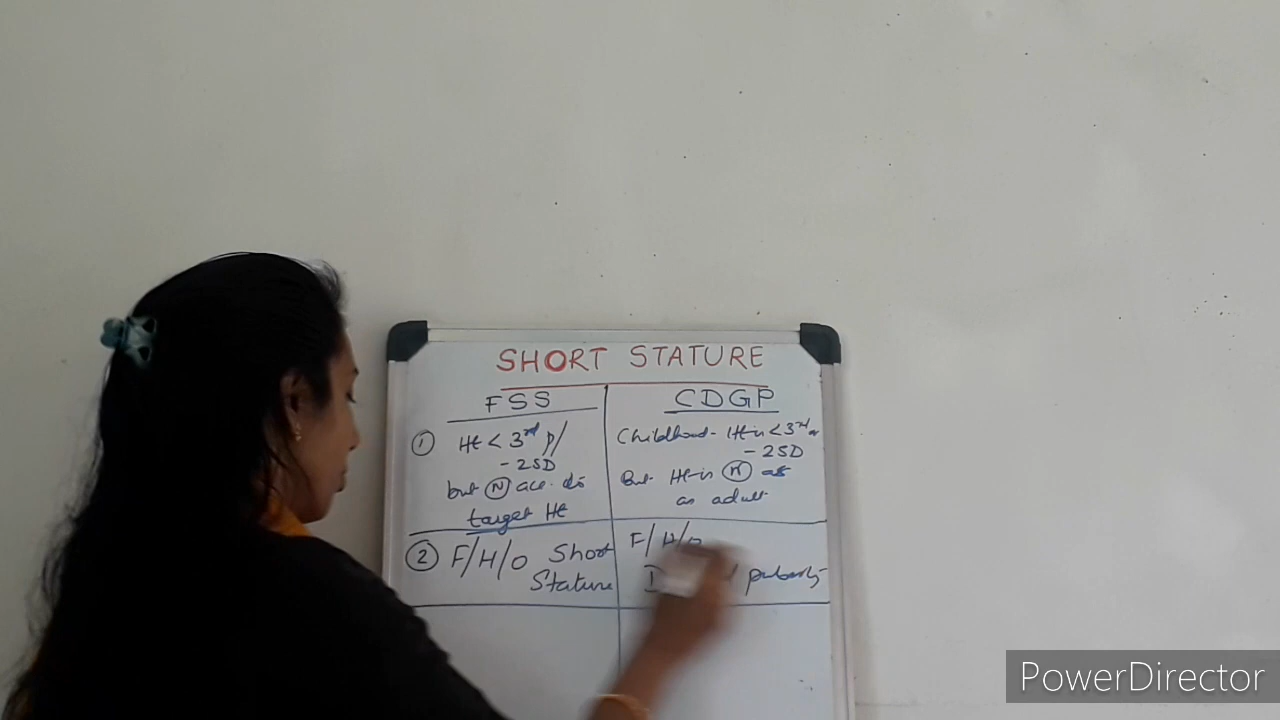 SHORT STATURE
FSS
CDGP
① Ht < 3rd p/
- 2SD
but Ⓝ acc. to
target Ht
Childhood - Ht is < 3rd or
- 2SD
But Ht is Ⓝ
as adult
② F/H/O Short
Stature
F/H/O
puberty
PowerDirector